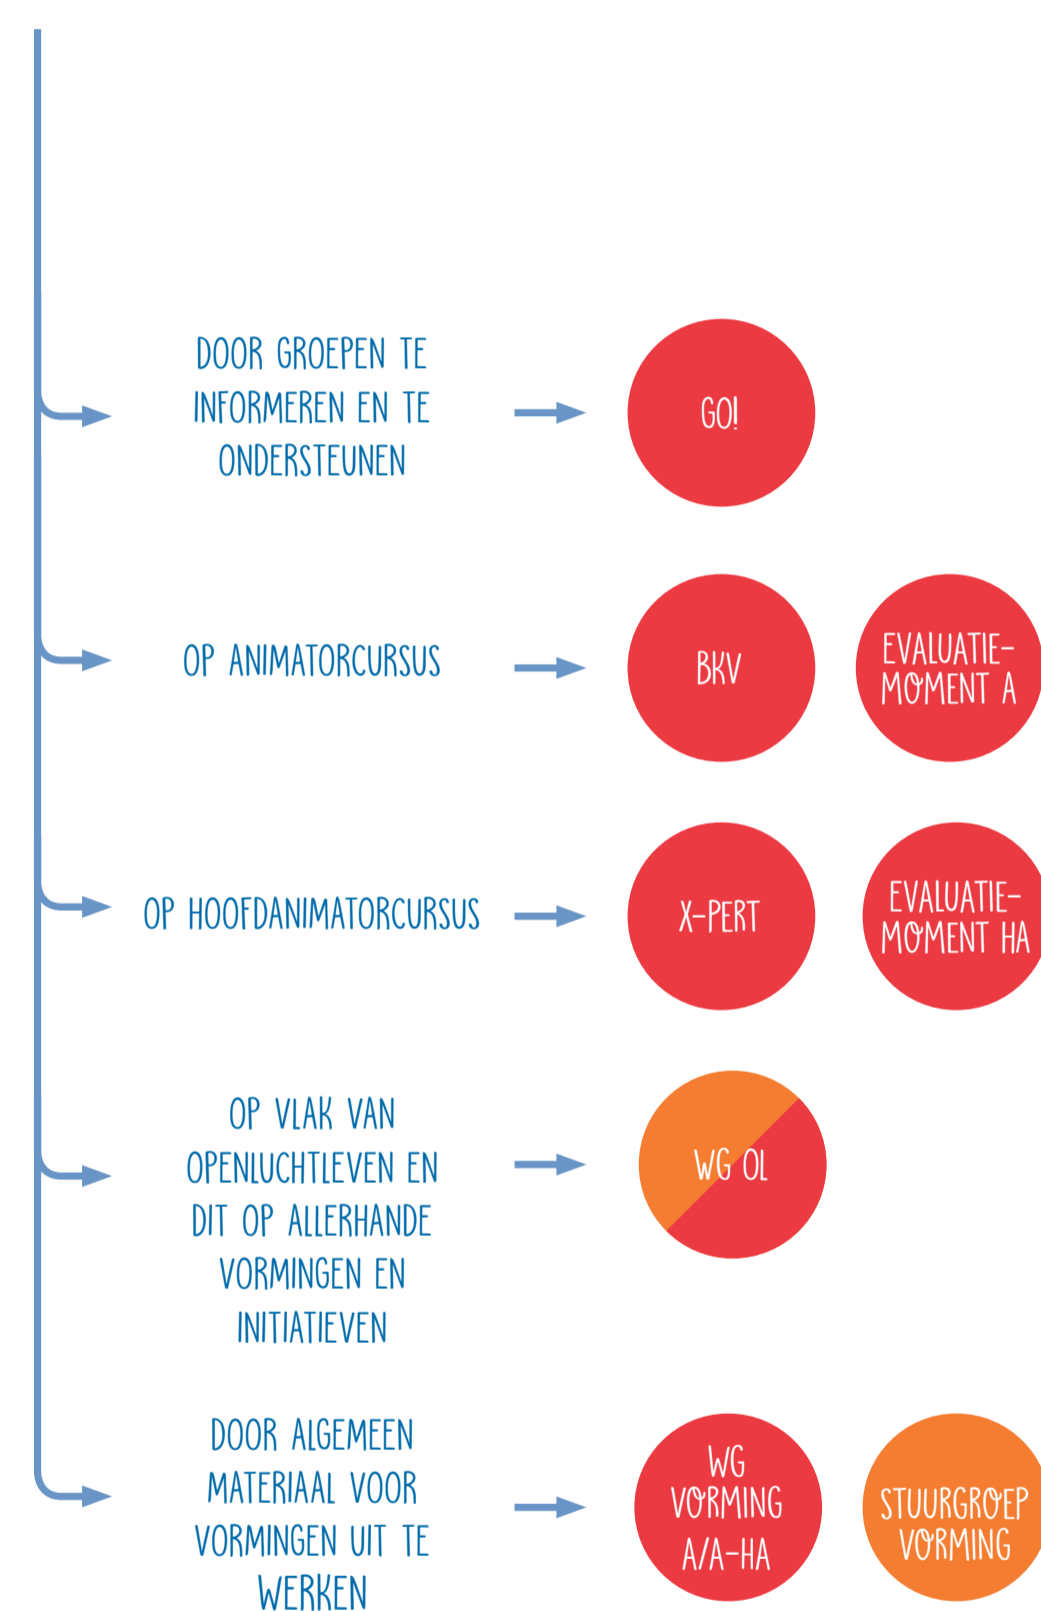 DOOR GROEPEN TE
INFORMEREN EN TE
ONDERSTEUNEN
GO!
OP ANIMATORCURSUS
BKV
EVALUATIE-
MOMENT A
OP HOOFDANIMATORCURSUS
X-PERT
EVALUATIE-
MOMENT HA
OP VLAK VAN
OPENLUCHTLEVEN EN
DIT OP ALLERHANDE
VORMINGEN EN
INITIATIEVEN
WG OL
DOOR ALGEMEEN
MATERIAAL VOOR
VORMINGEN UIT TE
WERKEN
WG
VORMING
A/A-HA
STUURGROEP
VORMING